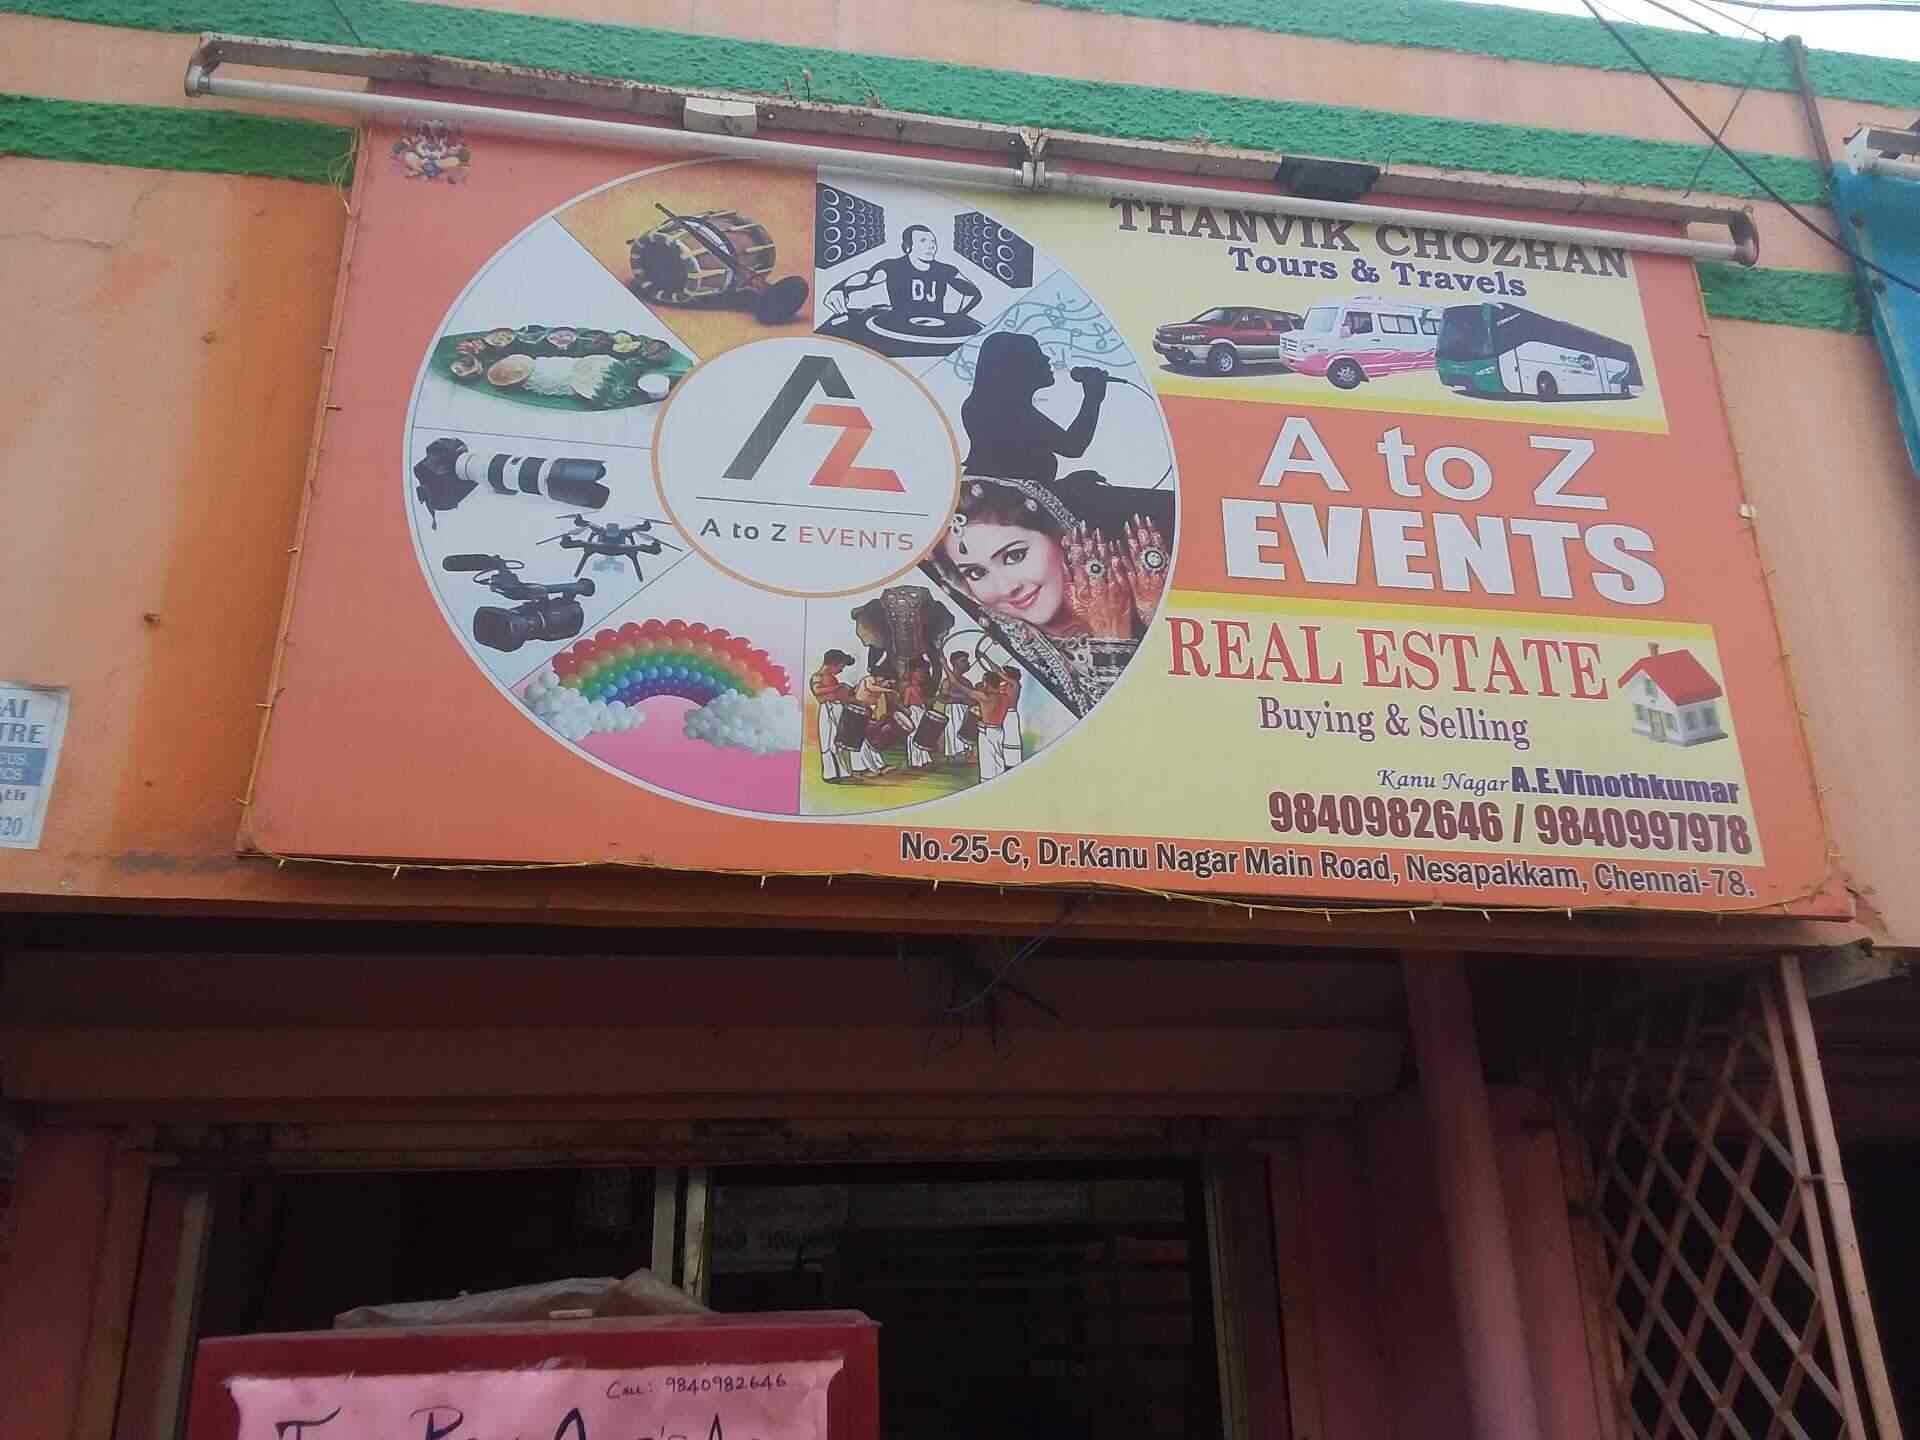 THANVIK CHOZHAN
Tours & Travels
DJ
A to Z EVENTS
A to Z
EVENTS
REAL ESTATE
Buying & Selling
Kanu Nagar A.E.Vinothkumar
9840982646 / 9840997978
No.25-C, Dr.Kanu Nagar Main Road, Nesapakkam, Chennai-78.
Call: 9840982646